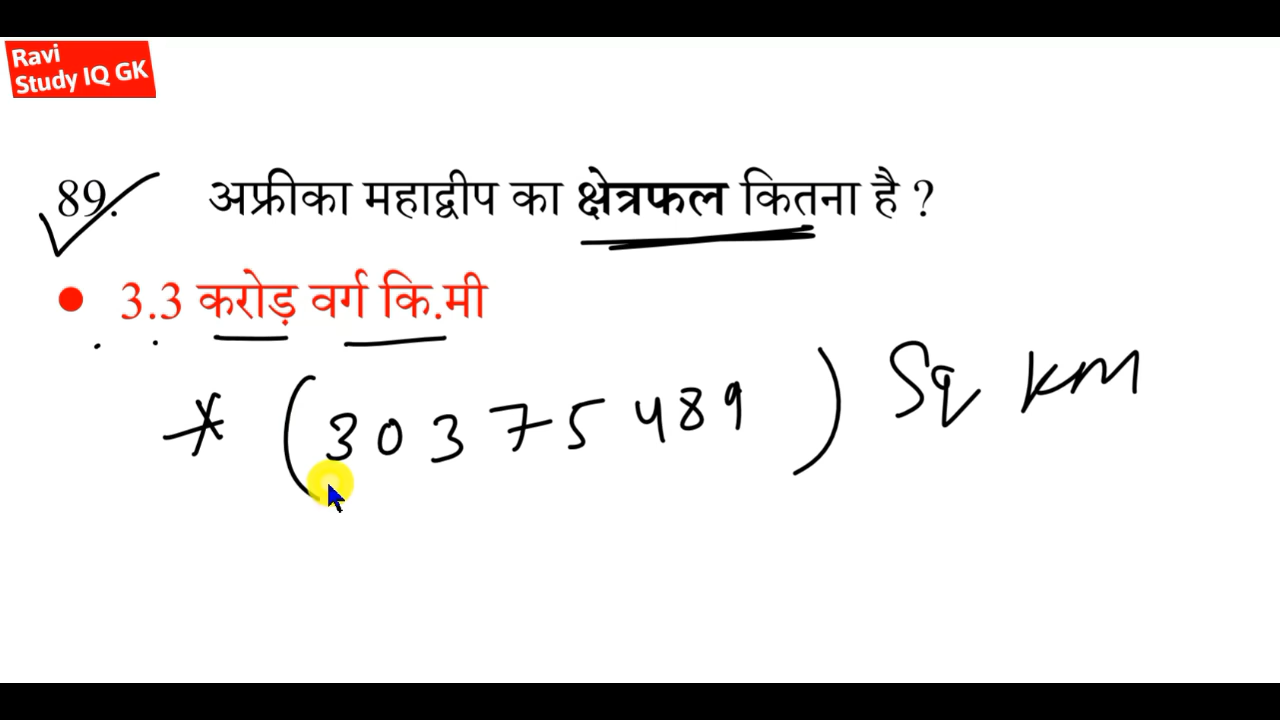 Ravi
Study IQ GK
89. अफ्रीका महाद्वीप का क्षेत्रफल कितना है ?
• 3.3 करोड़ वर्ग कि.मी
* (30375489) Sq km